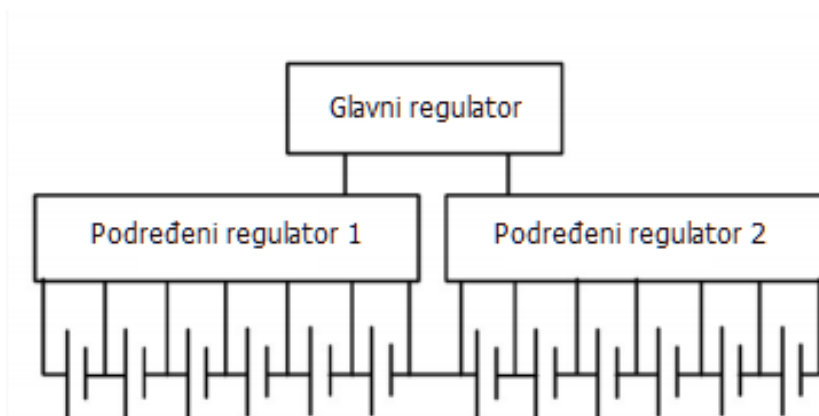 Glavni regulator
Podređeni regulator 1
Podređeni regulator 2